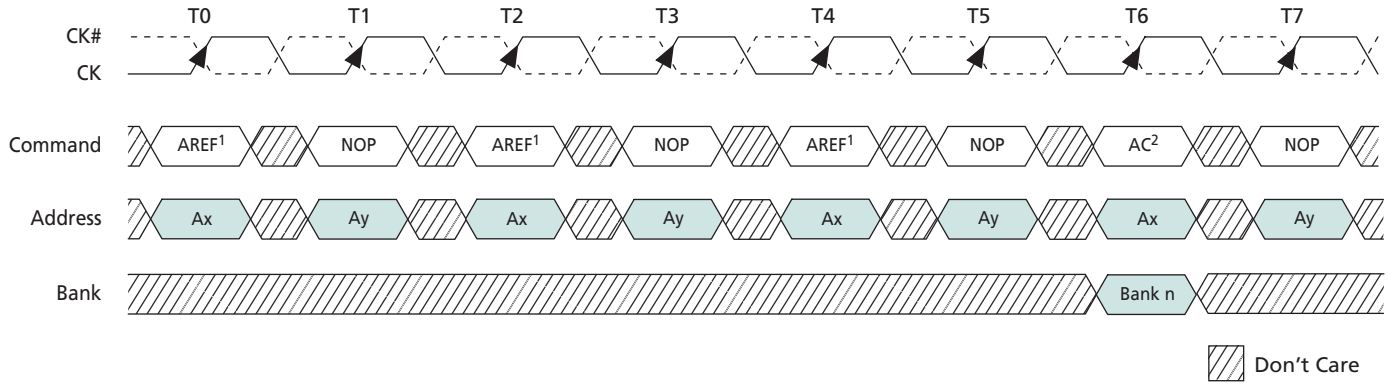 T0 T1 T2 T3 T4 T5 T6 T7
CK#
CK
Command AREF1 NOP AREF1 NOP AREF1 NOP AC2 NOP
Address Ax Ay Ax Ay Ax Ay Ax Ay
Bank Bank n
Don't Care